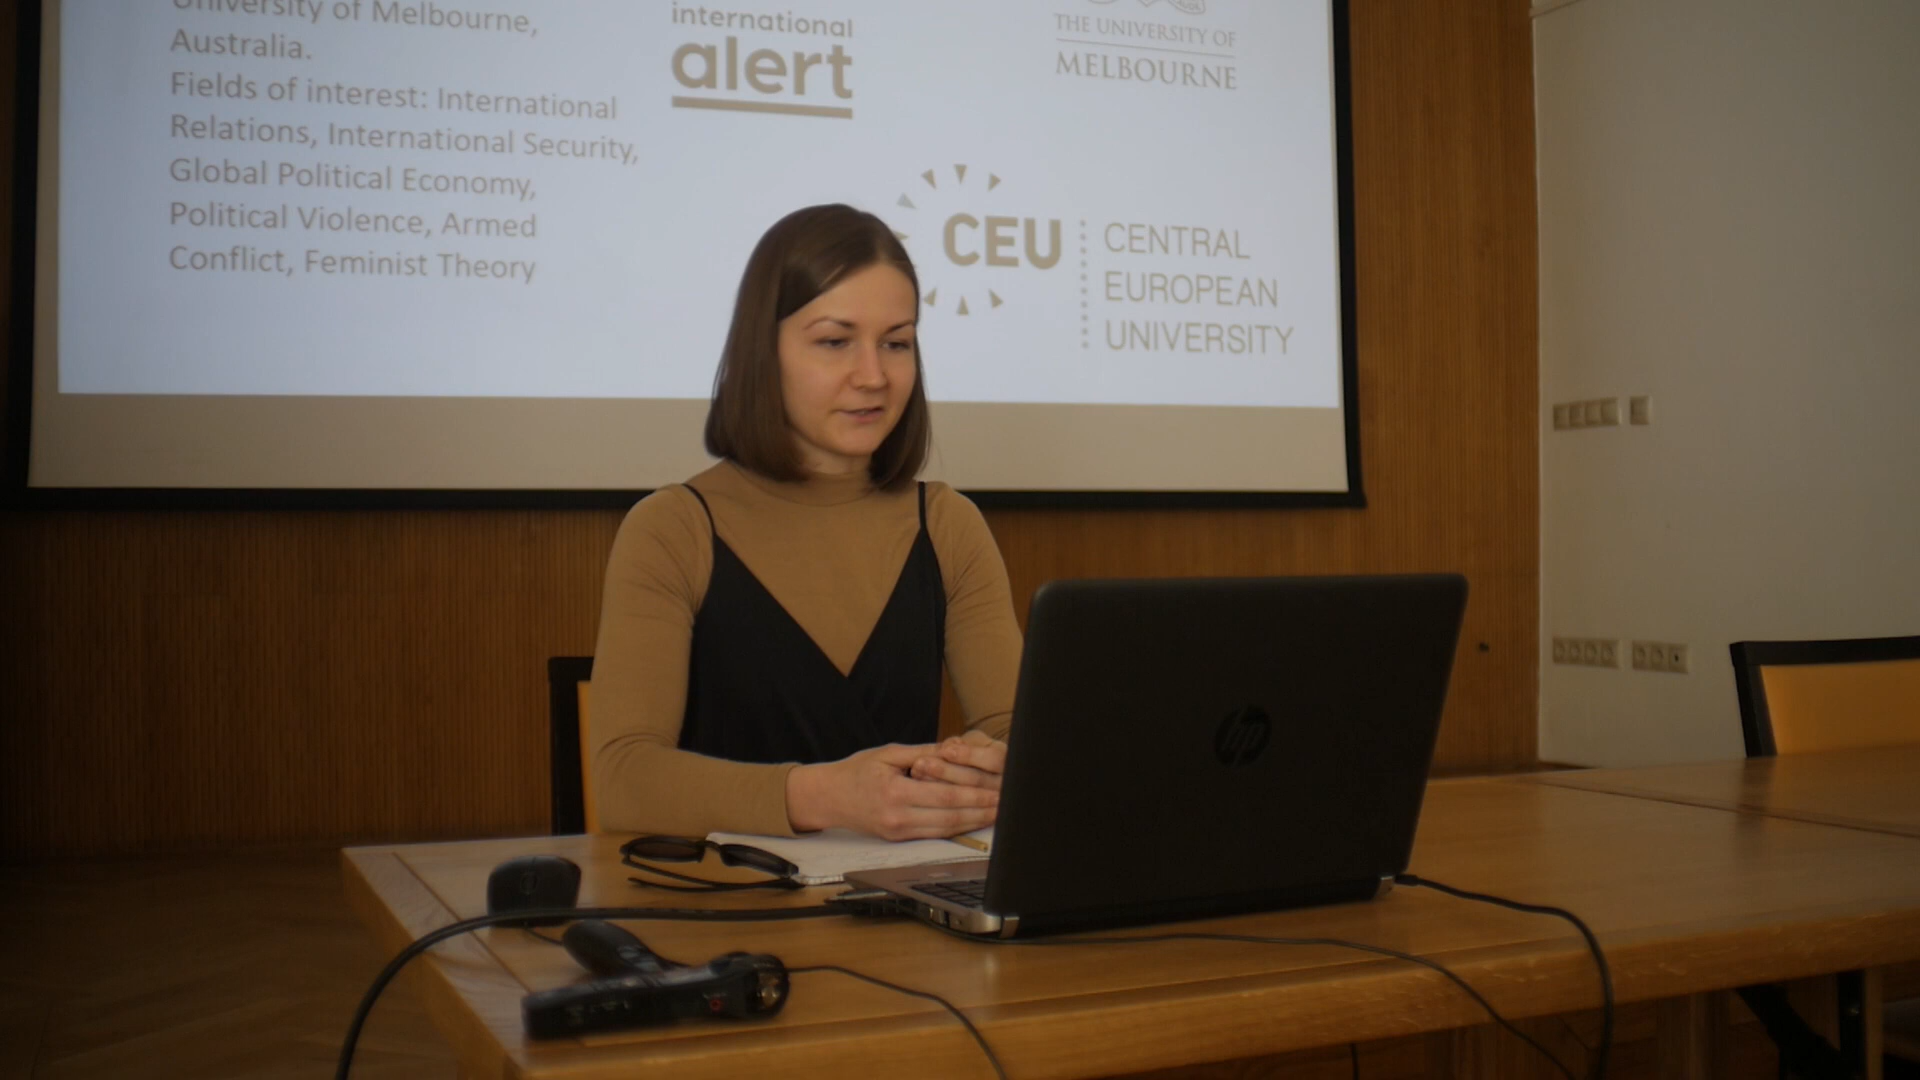 University of Melbourne,
Australia.
Fields of interest: International
Relations, International Security,
Global Political Economy,
Political Violence, Armed
Conflict, Feminist Theory
international
alert
THE UNIVERSITY OF
MELBOURNE
CEU
CENTRAL
EUROPEAN
UNIVERSITY
hp